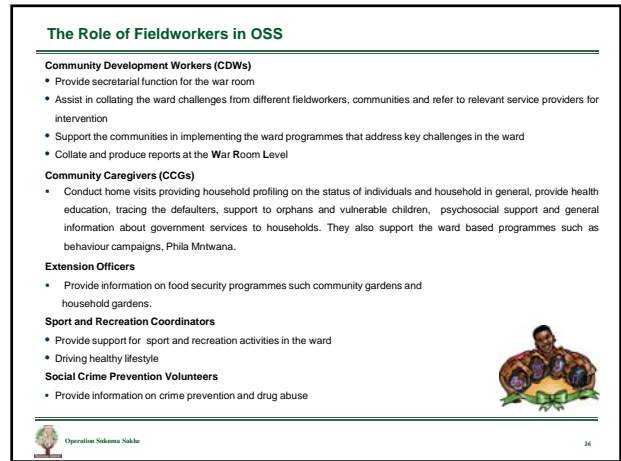 The Role of Fieldworkers in OSS
Community Development Workers (CDWs)
• Provide secretarial function for the war room
• Assist in collating the ward challenges from different fieldworkers, communities and refer to relevant service providers for
intervention
• Support the communities in implementing the ward programmes that address key challenges in the ward
• Collate and produce reports at the War Room Level
Community Caregivers (CCGs)
▪ Conduct home visits providing household profiling on the status of individuals and household in general, provide health
education, tracing the defaulters, support to orphans and vulnerable children, psychosocial support and general
information about government services to households. They also support the ward based programmes such as
behaviour campaigns, Phila Mntwana.
Extension Officers
▪ Provide information on food security programmes such community gardens and
household gardens.
Sport and Recreation Coordinators
• Provide support for sport and recreation activities in the ward
• Driving healthy lifestyle
Social Crime Prevention Volunteers
• Provide information on crime prevention and drug abuse
Operation Sukuma Sakhe
16